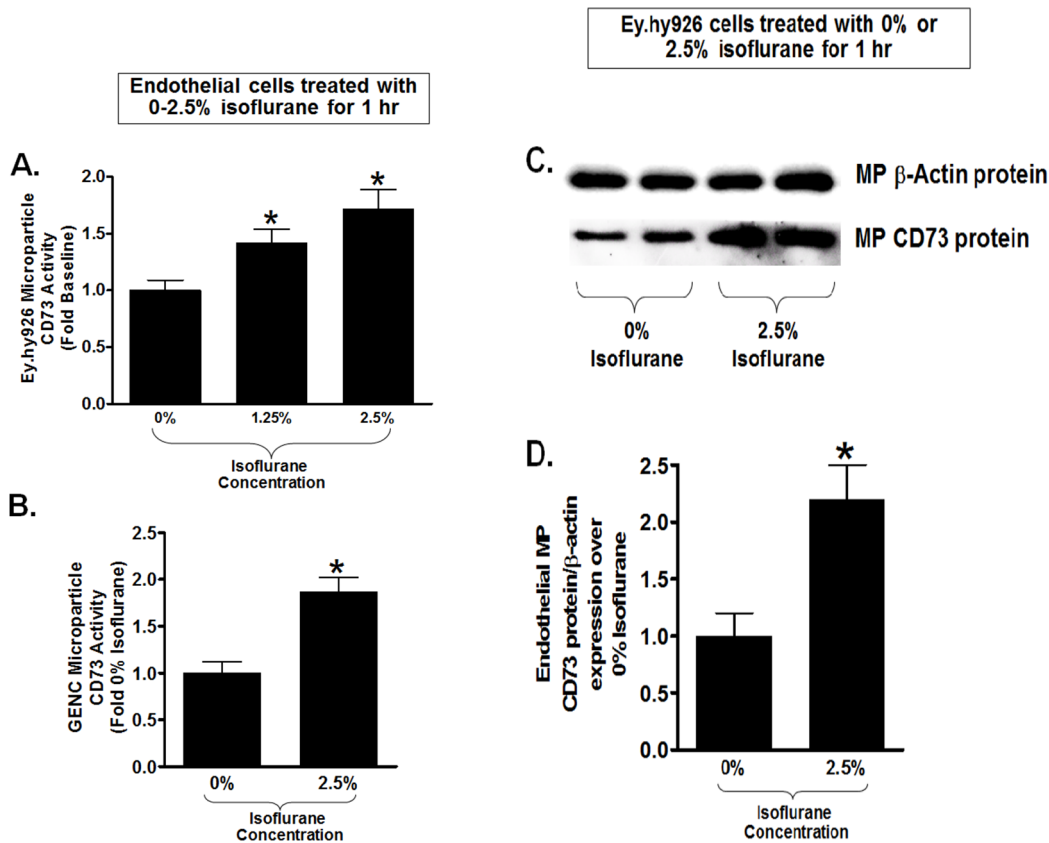 Endothelial cells treated with
0-2.5% isoflurane for 1 hr
A.
Ey.hy926 Microparticle
CD73 Activity
(Fold Baseline)
2.0
1.5
1.0
0.5
0.0
*
*
0%
1.25%
2.5%
Isoflurane
Concentration
B.
GENC Microparticle
CD73 Activity
(Fold 0% Isoflurane)
2.5
2.0
1.5
1.0
0.5
0.0
*
0%
2.5%
Isoflurane
Concentration
Ey.hy926 cells treated with 0% or
2.5% isoflurane for 1 hr
C.
MP β-Actin protein
MP CD73 protein
0%
Isoflurane
2.5%
Isoflurane
D.
Endothelial MP
CD73 protein/β-actin
expression over
0% Isoflurane
2.5
2.2
1.5
1.0
0.5
0.0
*
0%
2.5%
Isoflurane
Concentration